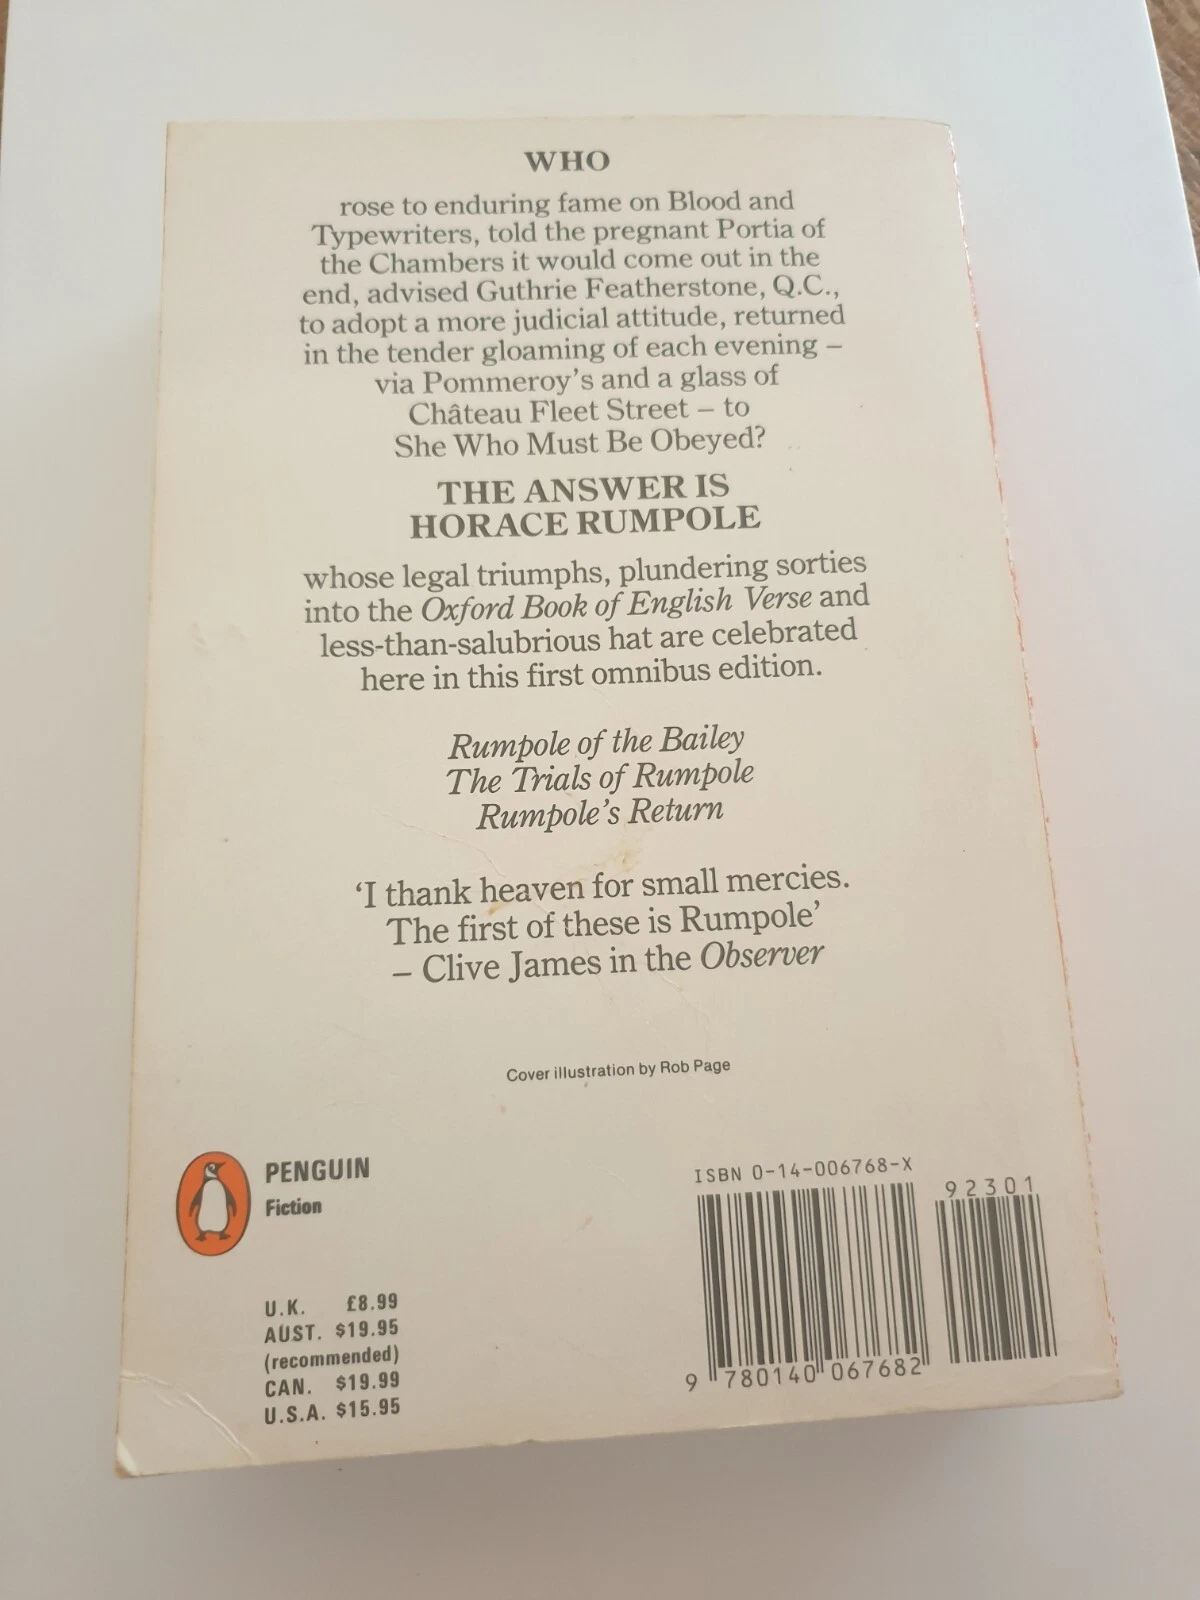 WHO
rose to enduring fame on Blood and
Typewriters, told the pregnant Portia of
the Chambers it would come out in the
end, advised Guthrie Featherstone, Q.C.,
to adopt a more judicial attitude, returned
in the tender gloaming of each evening –
via Pommeroy's and a glass of
Château Fleet Street – to
She Who Must Be Obeyed?
THE ANSWER IS
HORACE RUMPOLE
whose legal triumphs, plundering sorties
into the Oxford Book of English Verse and
less-than-salubrious hat are celebrated
here in this first omnibus edition.
Rumpole of the Bailey
The Trials of Rumpole
Rumpole's Return
‘I thank heaven for small mercies.
The first of these is Rumpole’
– Clive James in the Observer
Cover illustration by Rob Page
PENGUIN
Fiction
U.K. £8.99
AUST. $19.95
(recommended)
CAN. $19.99
U.S.A. $15.95
ISBN 0-14-006768-X
92301
9 780140 067682